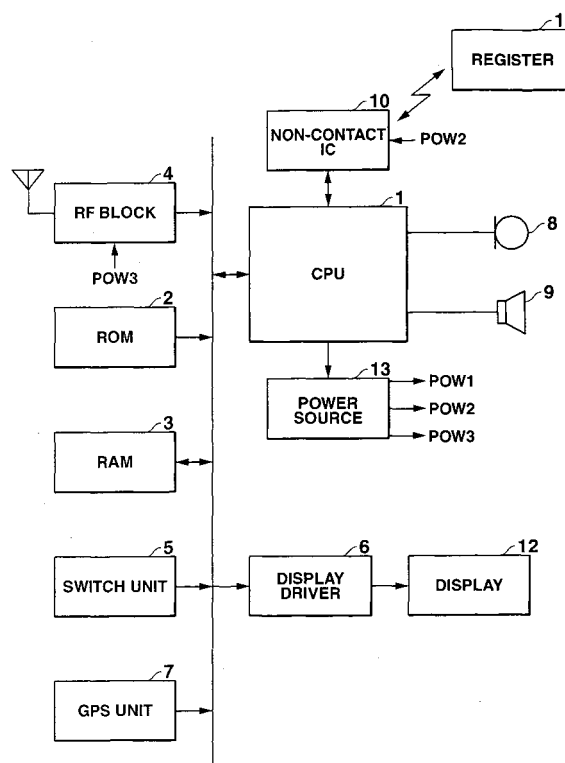 1
REGISTER
10
NON-CONTACT
IC
POW2
4
RF BLOCK
POW3
1
CPU
8
9
2
ROM
13
POWER
SOURCE
POW1
POW2
POW3
3
RAM
5
SWITCH UNIT
6
DISPLAY
DRIVER
12
DISPLAY
7
GPS UNIT